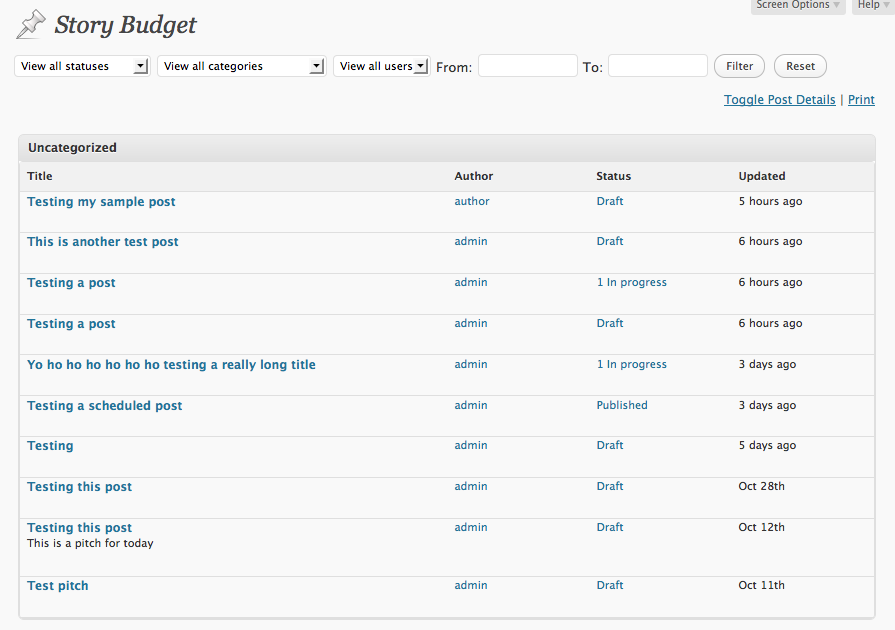 Screen Options Help
Story Budget
View all statuses View all categories View all users From: To: Filter Reset
Toggle Post Details | Print
Uncategorized
Title Author Status Updated
Testing my sample post author Draft 5 hours ago
This is another test post admin Draft 6 hours ago
Testing a post admin 1 In progress 6 hours ago
Testing a post admin Draft 6 hours ago
Yo ho ho ho ho ho ho testing a really long title admin 1 In progress 3 days ago
Testing a scheduled post admin Published 3 days ago
Testing admin Draft 5 days ago
Testing this post admin Draft Oct 28th
Testing this post admin Draft Oct 12th
This is a pitch for today
Test pitch admin Draft Oct 11th